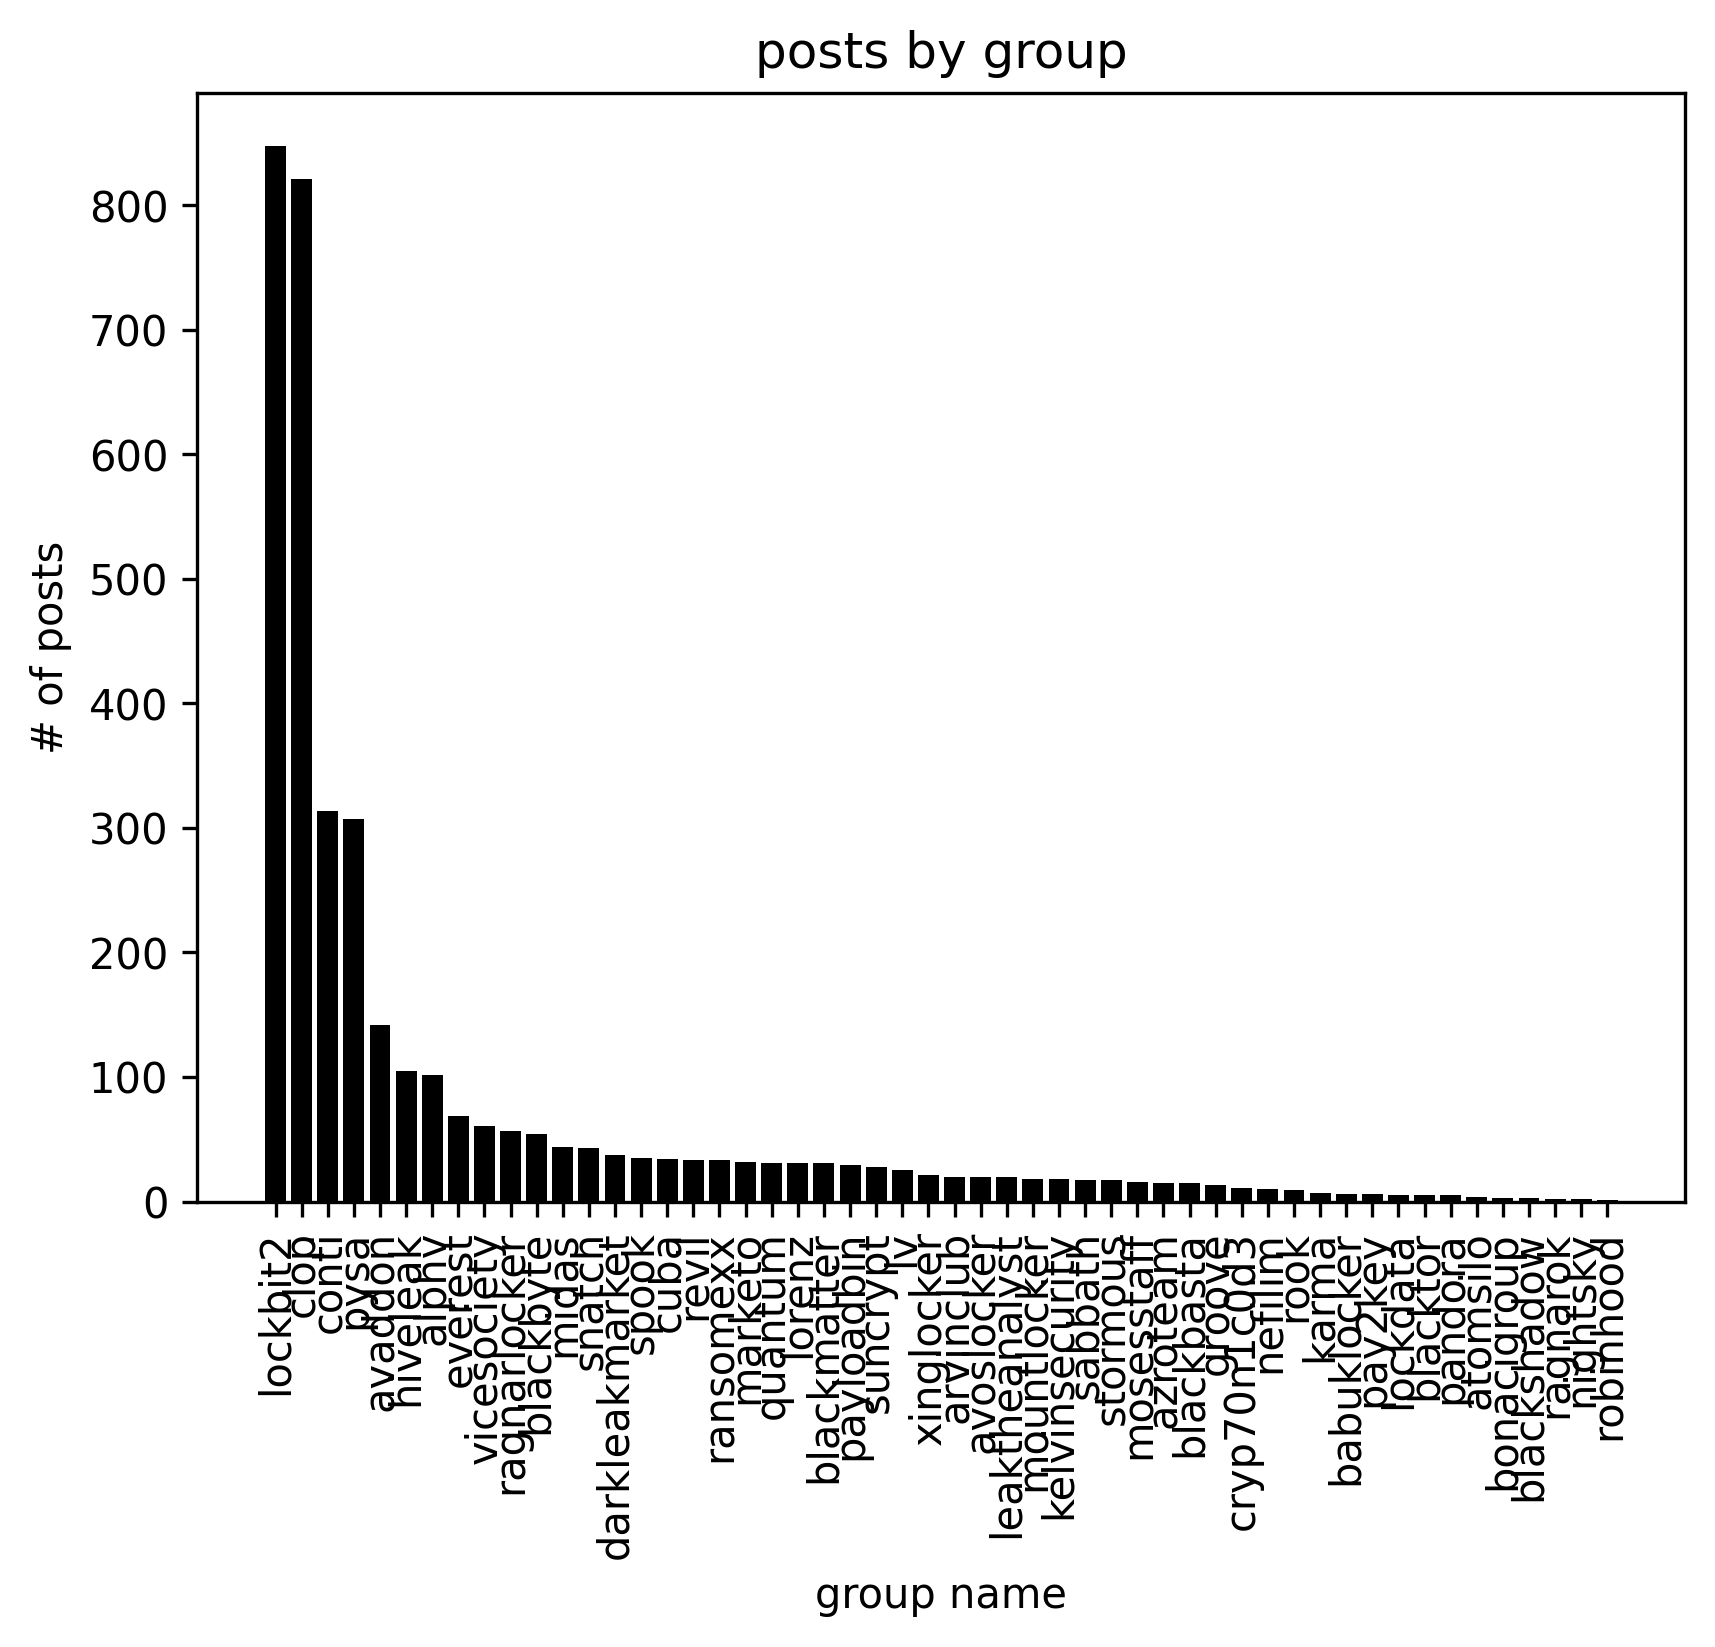 posts by group
# of posts
800
700
600
500
400
300
200
100
0
lockbit2
clop
conti
pysa
avaddon
hiveleak
alphv
everest
vicesociety
ragnarlocker
blackbyte
midas
snatch
darkleakmarket
spook
cuba
revil
ransomexx
marketo
quantum
lorenz
blackmatter
payloadbin
suncrypt
lv
xinglocker
arvinclub
avoslocker
leaktheanalyst
mountlocker
kelvinsecurity
sabbath
stormous
mosesstaff
azroteam
blackbasta
groove
cryp70n1c0d3
nefilim
rook
karma
babuklocker
pay2key
lockdata
blacktor
pandora
atomsilo
bonacigroup
blackshadow
ragnarok
nightsky
robinhood
group name